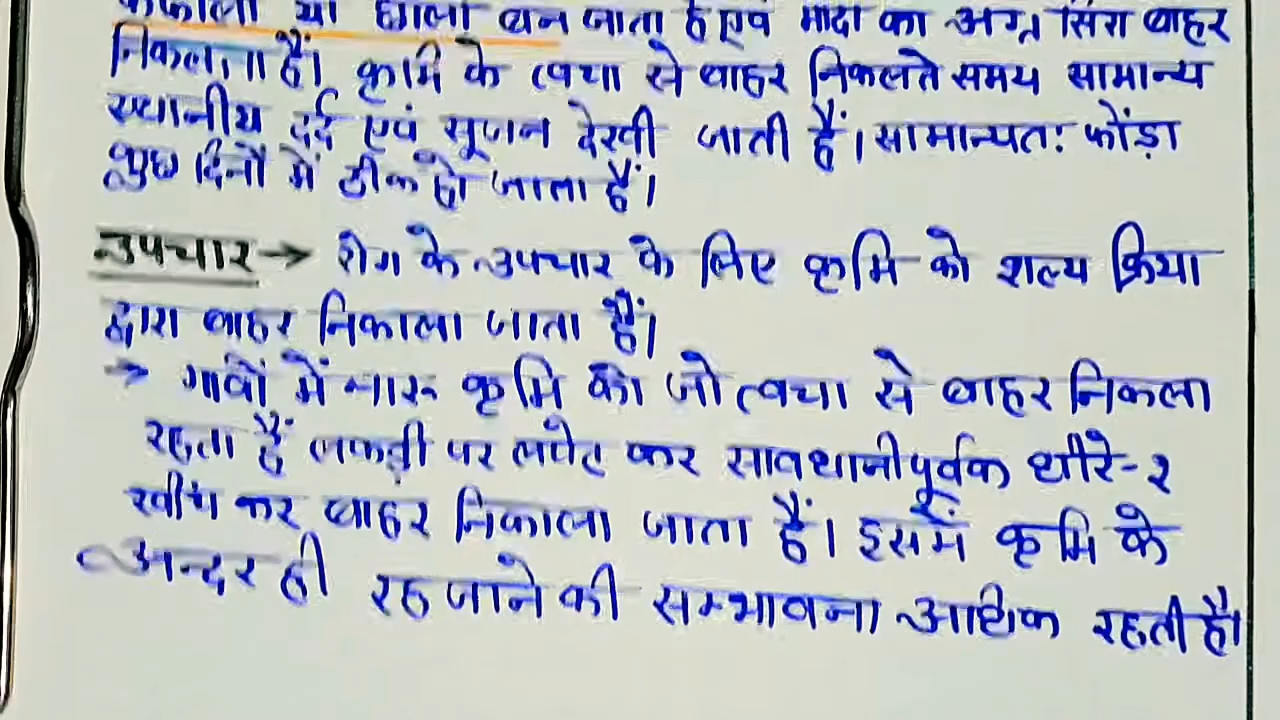 या छाला बन जाता है एवं मादा का अग्र सिरा बाहर
निकलता हैं। कृमि के त्वचा से बाहर निकलते समय सामान्य
स्थानीय दर्द एवं सूजन देखी जाती हैं। सामान्यत: फोंड़ा
कुछ दिनों में ठीक हो जाता हैं।
उपचार → रोग के उपचार के लिए कृमि को शल्य क्रिया
द्वारा बाहर निकाला जाता हैं।
→ गावों में नारू कृमि को जो त्वचा से बाहर निकला
रहता हैं लकड़ी पर लपेट कर सावधानीपूर्वक धीरे-२
खींच कर बाहर निकाला जाता हैं। इसमें कृमि के
अन्दर ही रह जाने की सम्भावना अधिक रहती है।